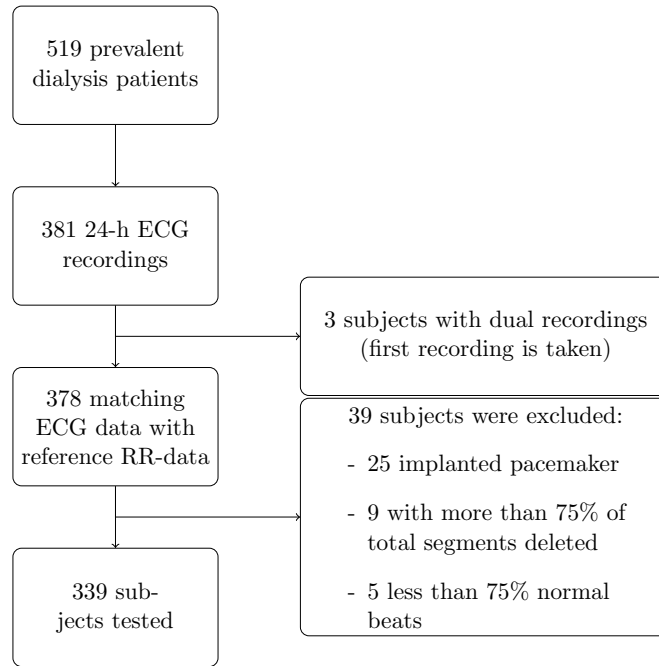 519 prevalent
dialysis patients
381 24-h ECG
recordings
3 subjects with dual recordings
(first recording is taken)
378 matching
ECG data with
reference RR-data
39 subjects were excluded:
- 25 implanted pacemaker
- 9 with more than 75% of
total segments deleted
- 5 less than 75% normal
beats
339 sub-
jects tested